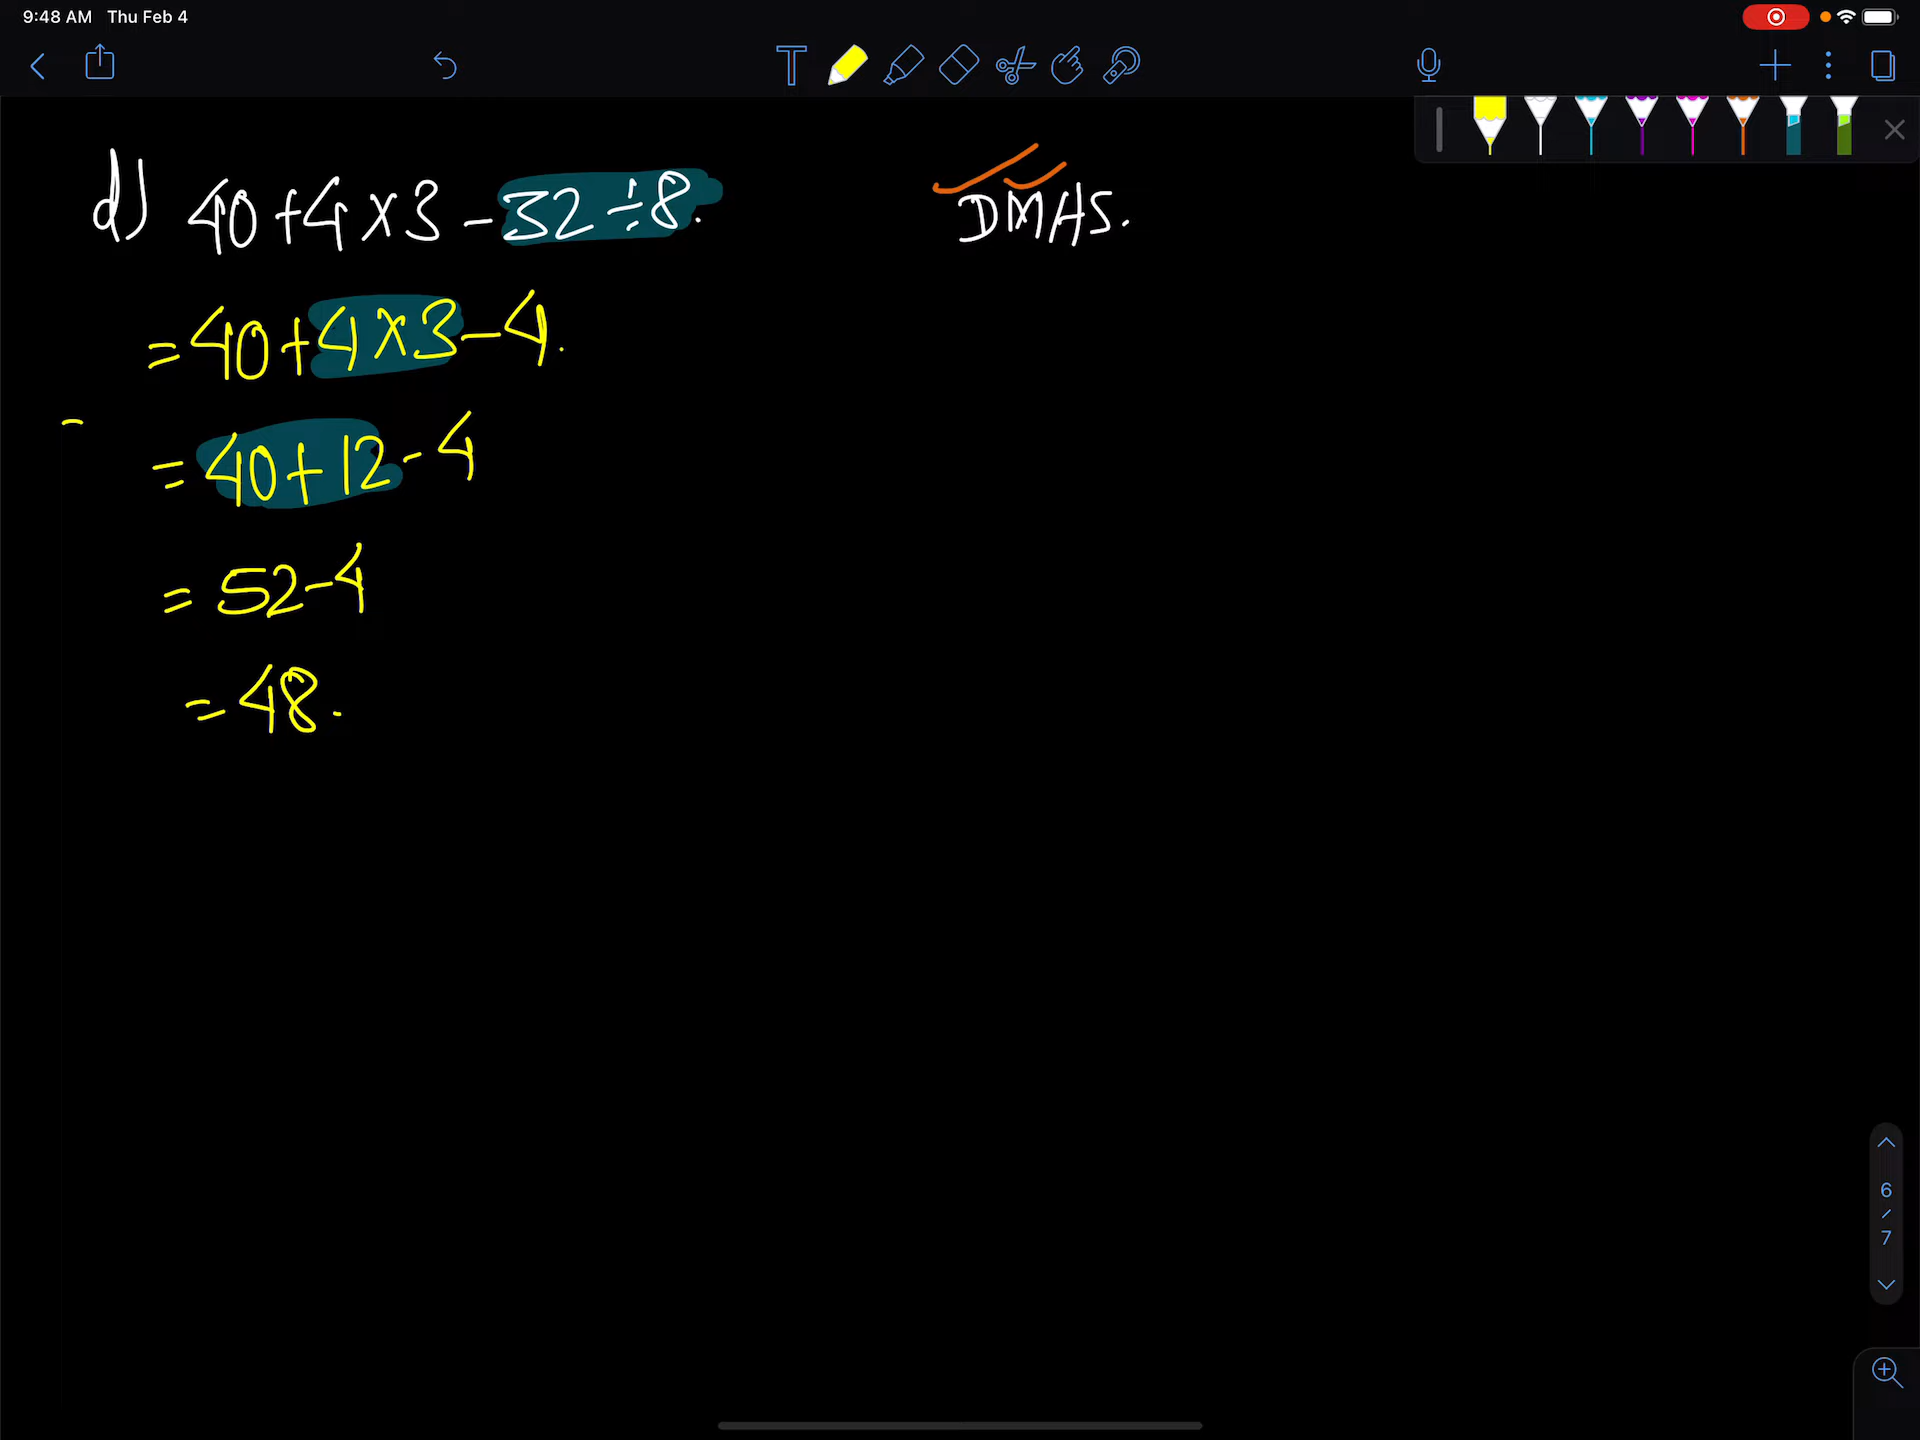 9:48 AM Thu Feb 4
d) 40+4×3-32÷8.
DMAS.
=40+4×3-4.
=40+12-4
=52-4
=48.
6
/
7